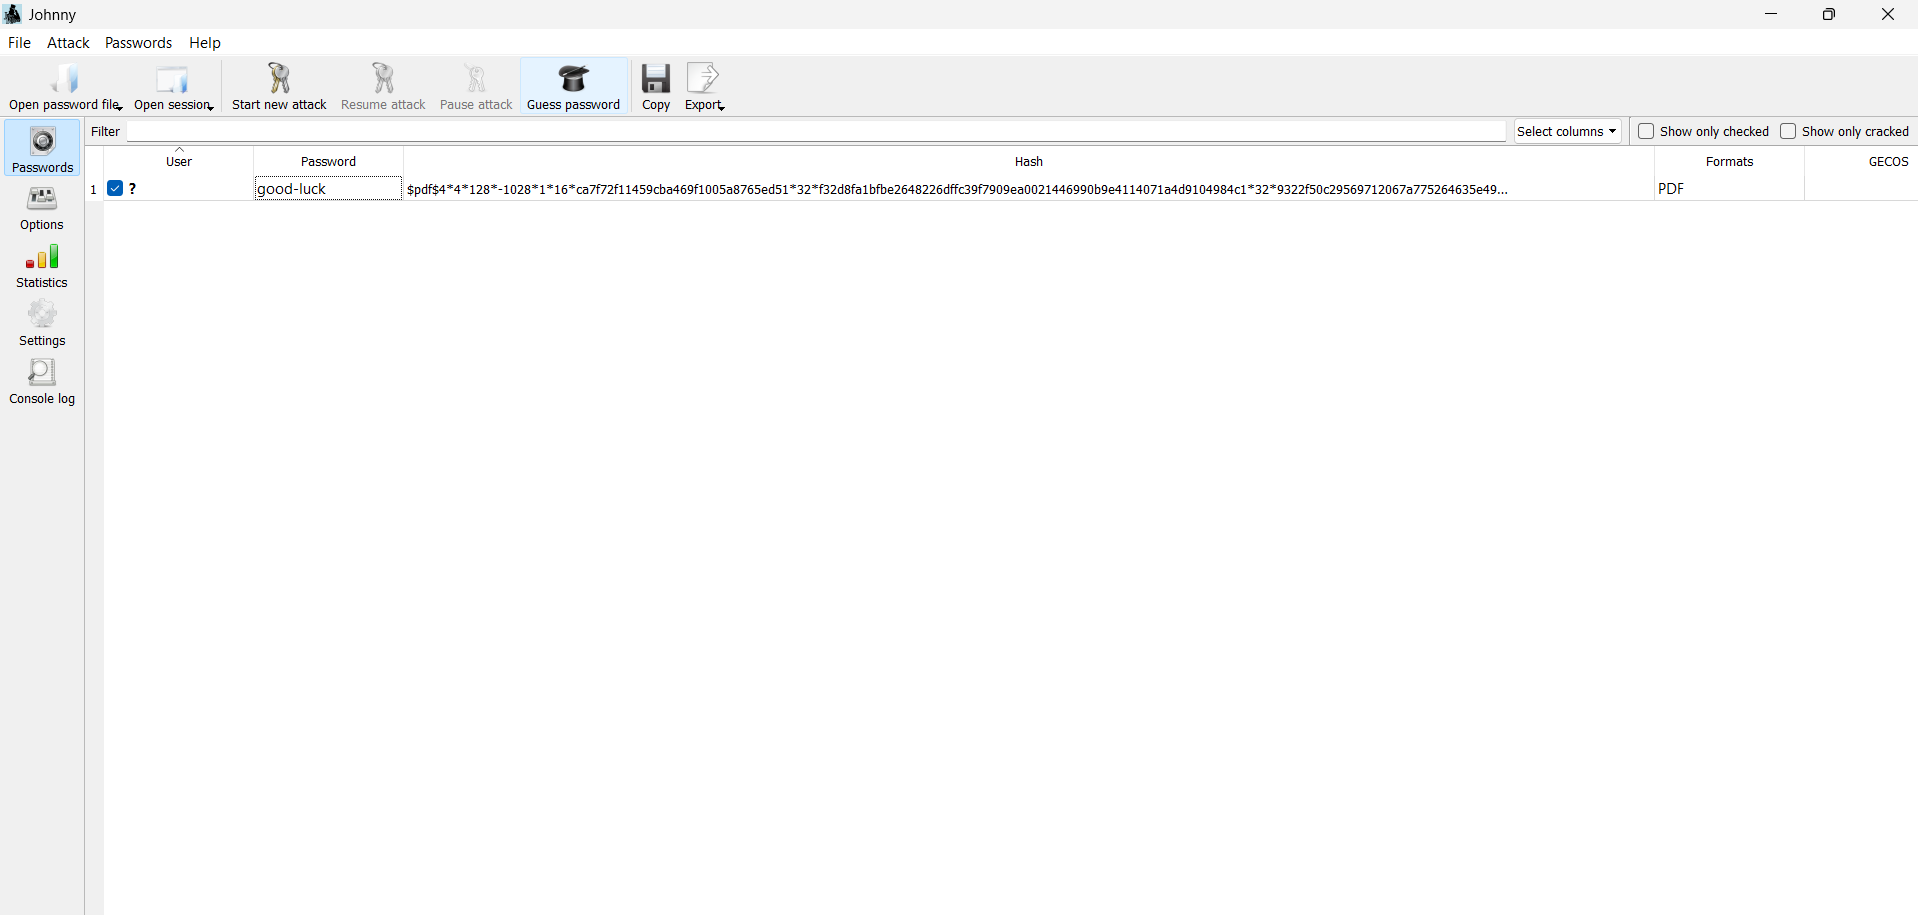 Johnny
File Attack Passwords Help
Open password file Open session Start new attack Resume attack Pause attack Guess password Copy Export
Filter Select columns Show only checked Show only cracked
Passwords
User Password Hash Formats GECOS
1 ? good-luck $pdf$4*4*128*-1028*1*16*ca7f72f11459cba469f1005a8765ed51*32*f32d8fa1bfbe2648226dffc39f7909ea0021446990b9e4114071a4d9104984c1*32*9322f50c29569712067a775264635e49... PDF
Options
Statistics
Settings
Console log